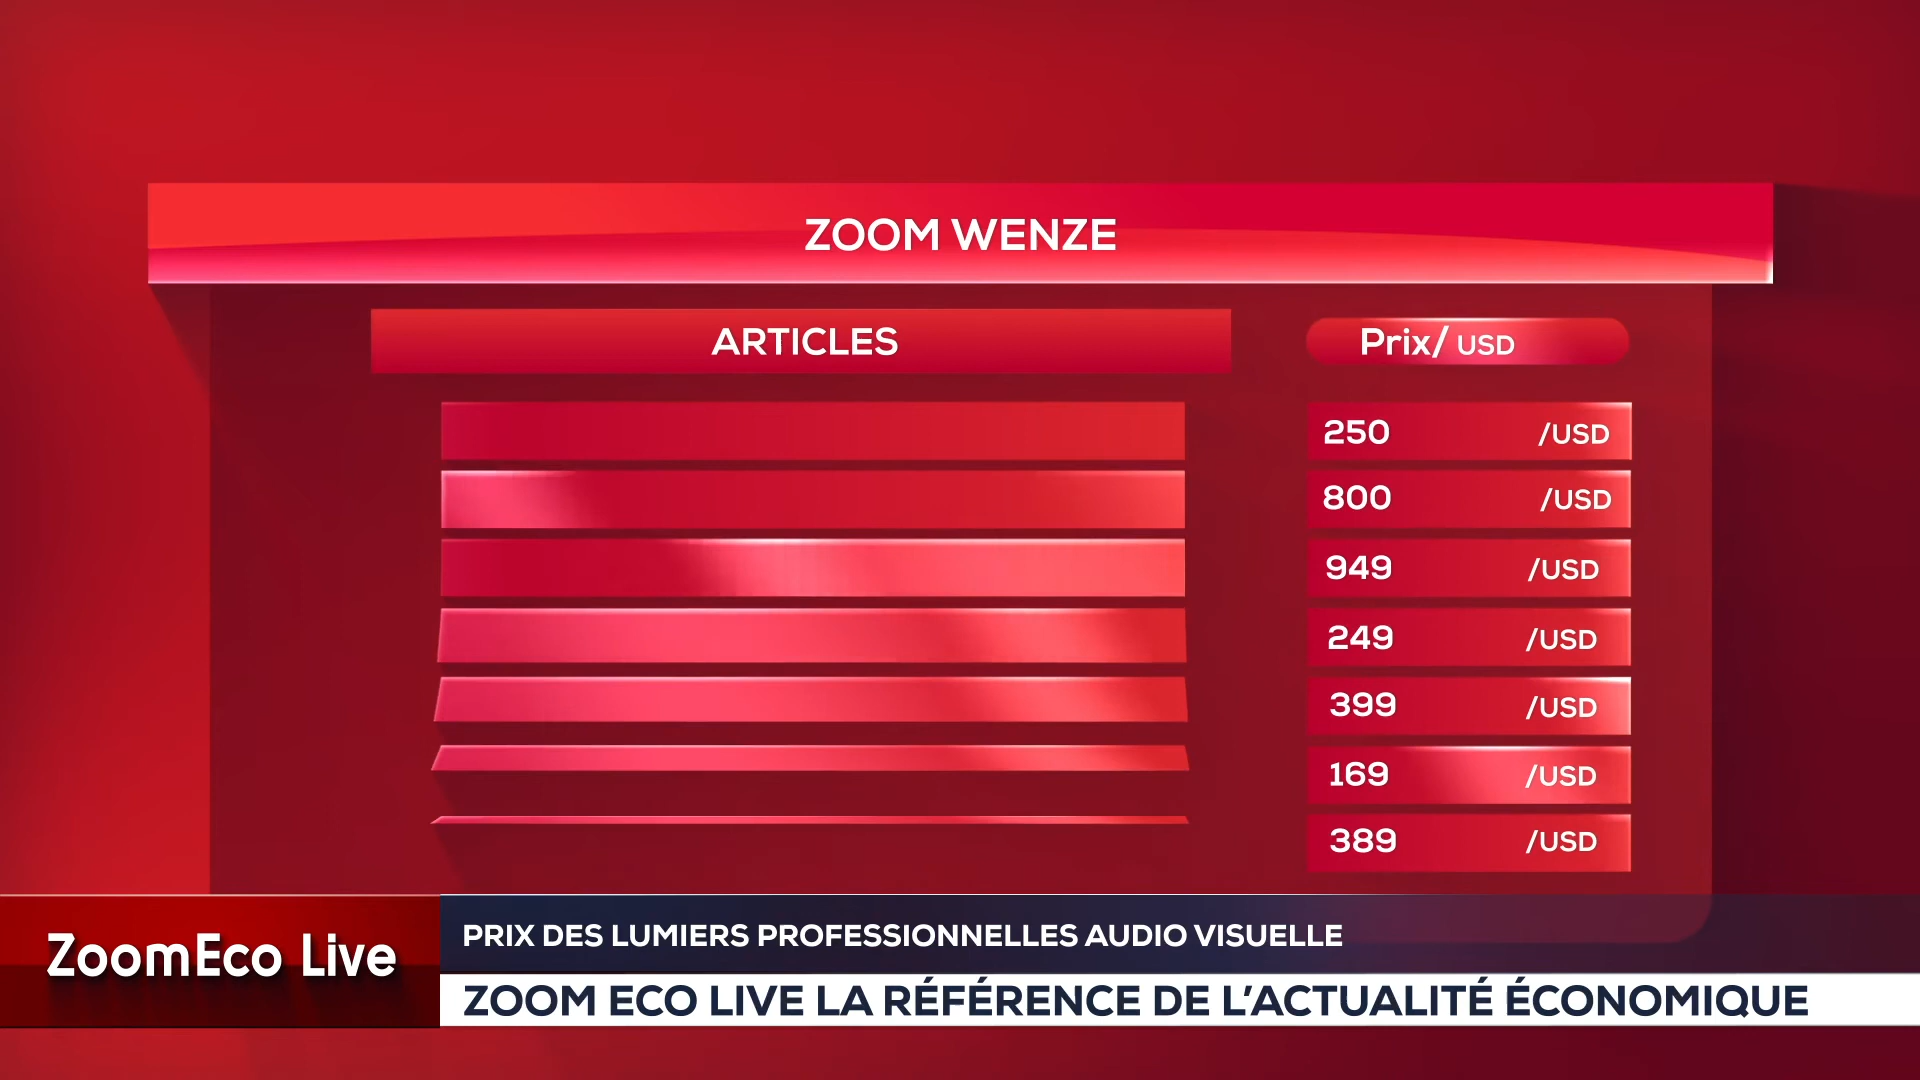 ZOOM WENZE
ARTICLES
Prix/ USD
250 /USD
800 /USD
949 /USD
249 /USD
399 /USD
169 /USD
389 /USD
ZoomEco Live
PRIX DES LUMIERS PROFESSIONNELLES AUDIO VISUELLE
ZOOM ECO LIVE LA RÉFÉRENCE DE L'ACTUALITÉ ÉCONOMIQUE